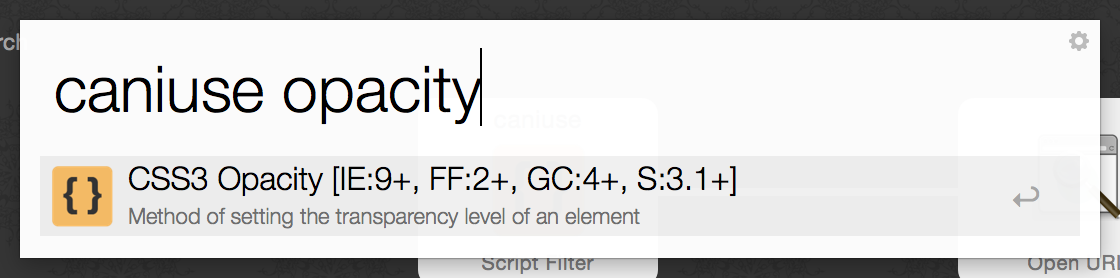 rch
caniuse opacity
caniuse
CSS3 Opacity [IE:9+, FF:2+, GC:4+, S:3.1+]
Method of setting the transparency level of an element
Script Filter
Open UR